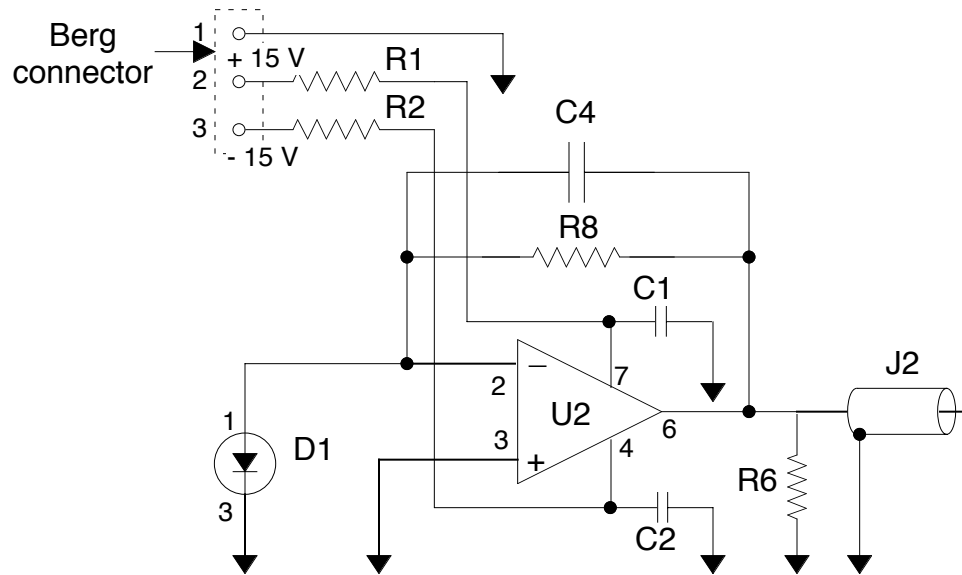 Berg
connector
1
+ 15 V
2
3
- 15 V
R1
R2
C4
R8
C1
2
−
7
U2
3
+
4
6
J2
1
D1
3
R6
C2